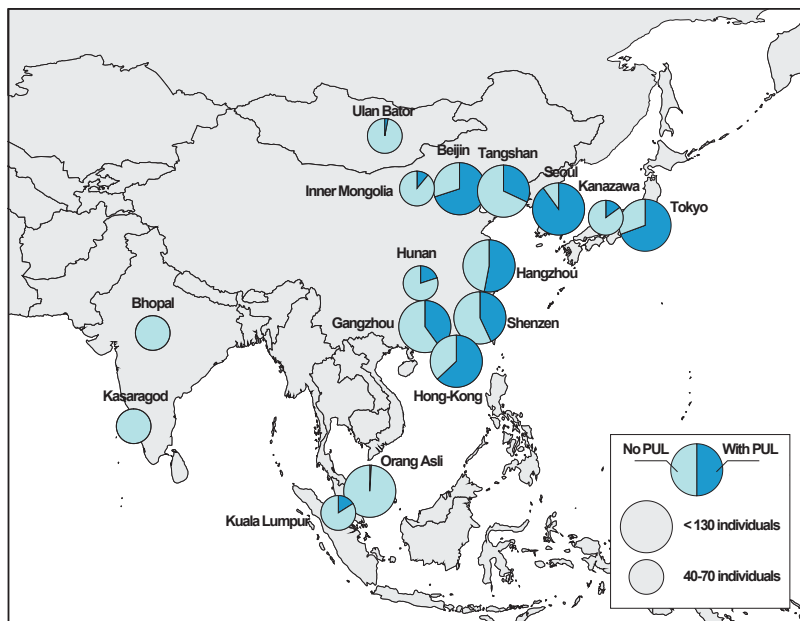 Ulan Bator
Beijin
Tangshan
Seoul
Inner Mongolia
Kanazawa
Tokyo
Hunan
Hangzhou
Bhopal
Gangzhou
Shenzen
Hong-Kong
Kasaragod
Orang Asli
Kuala Lumpur
No PUL
With PUL
< 130 individuals
40-70 individuals